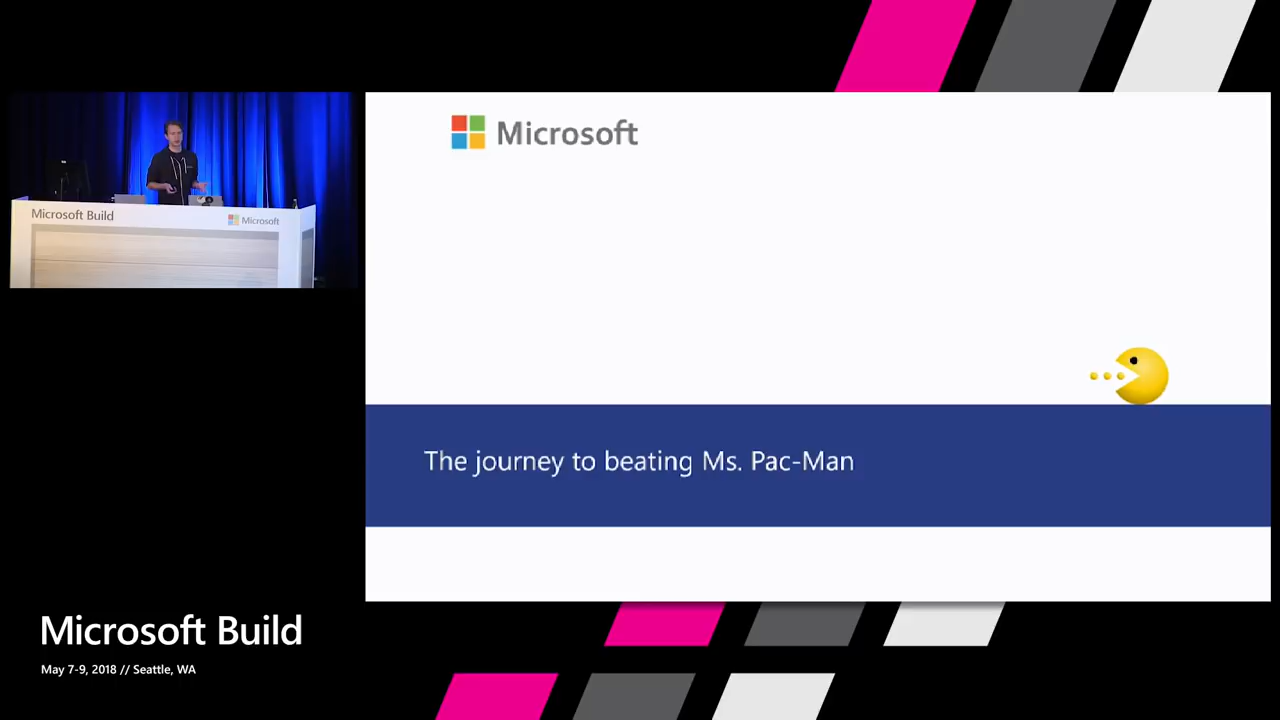 Microsoft
Microsoft Build
Microsoft
The journey to beating Ms. Pac-Man
Microsoft Build
May 7-9, 2018 // Seattle, WA